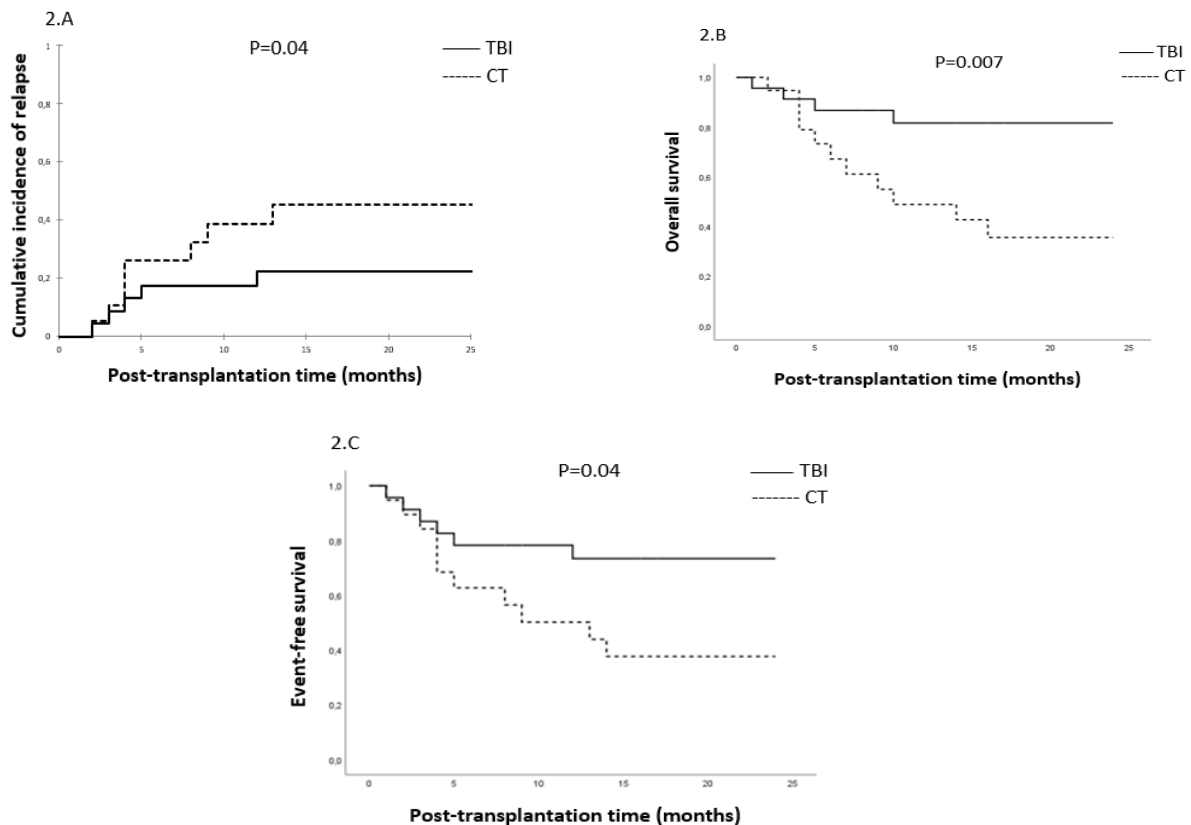 2.A
P=0.04
TBI
CT
Cumulative incidence of relapse
1
0,8
0,6
0,4
0,2
0
0 5 10 15 20 25
Post-transplantation time (months)
2.B
P=0.007
TBI
CT
Overall survival
1,0
0,8
0,6
0,4
0,2
0,0
0 5 10 15 20 25
Post-transplantation time (months)
2.C
P=0.04
TBI
CT
Event-free survival
1,0
0,8
0,6
0,4
0,2
0,0
0 5 10 15 20 25
Post-transplantation time (months)